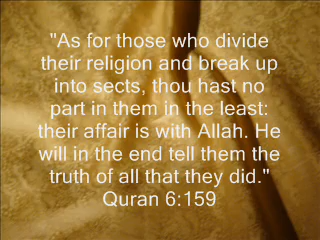 "As for those who divide
their religion and break up
into sects, thou hast no
part in them in the least:
their affair is with Allah. He
will in the end tell them the
truth of all that they did."
Quran 6:159